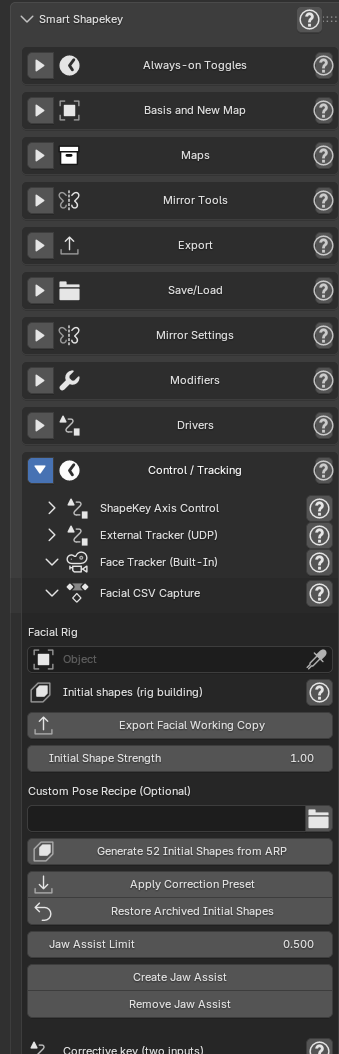 Smart Shapekey
Always-on Toggles
Basis and New Map
Maps
Mirror Tools
Export
Save/Load
Mirror Settings
Modifiers
Drivers
Control / Tracking
ShapeKey Axis Control
External Tracker (UDP)
Face Tracker (Built-In)
Facial CSV Capture
Facial Rig
Object
Initial shapes (rig building)
Export Facial Working Copy
Initial Shape Strength 1.00
Custom Pose Recipe (Optional)
Generate 52 Initial Shapes from ARP
Apply Correction Preset
Restore Archived Initial Shapes
Jaw Assist Limit 0.500
Create Jaw Assist
Remove Jaw Assist
Corrective key (two inputs)